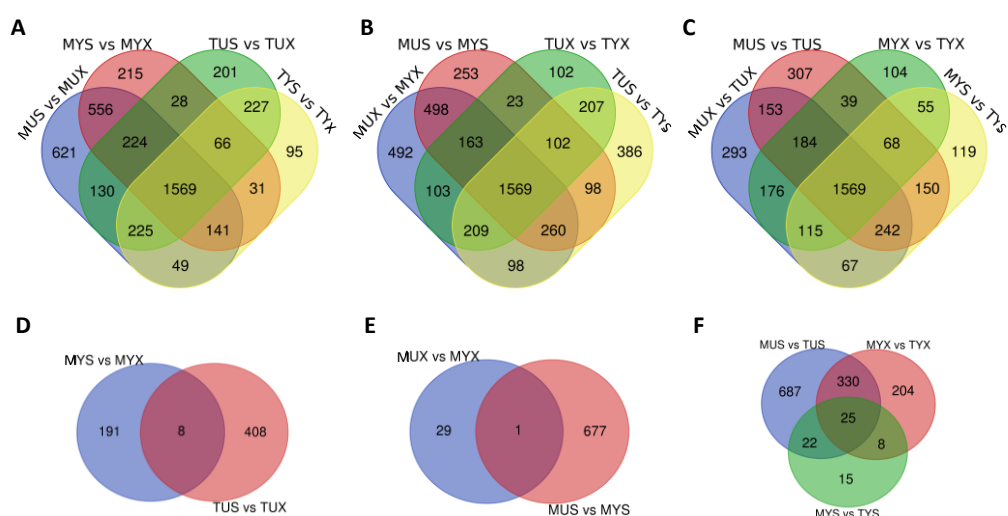 A
B
C
MYS vs MYX
TUS vs TUX
MUS vs MYS
TUX vs TYX
MUS vs TUS
MYX vs TYX
MUS vs MUX
TYS vs TYX
MUX vs MYX
TUS vs TYs
MUX vs TUX
MYS vs TYs
215
201
556
28
227
224
66
621
95
130
1569
31
225
141
49
253
102
498
23
207
163
102
492
386
103
1569
98
209
260
98
307
104
153
39
55
184
68
293
119
176
1569
150
115
242
67
D
E
F
MYS vs MYX
191
8
408
TUS vs TUX
MUX vs MYX
29
1
677
MUS vs MYS
MUS vs TUS
MYX vs TYX
687
330
204
25
22
8
15
MYS vs TYS